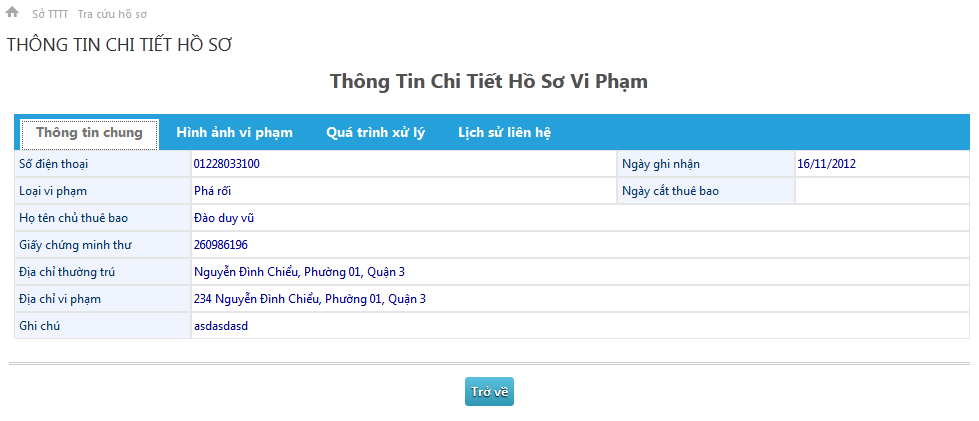 Sở TTTT Tra cứu hồ sơ
THÔNG TIN CHI TIẾT HỒ SƠ
Thông Tin Chi Tiết Hồ Sơ Vi Phạm
Thông tin chung Hình ảnh vi phạm Quá trình xử lý Lịch sử liên hệ
Số điện thoại 01228033100 Ngày ghi nhận 16/11/2012
Loại vi phạm Phá rối Ngày cắt thuê bao
Họ tên chủ thuê bao Đào duy vũ
Giấy chứng minh thư 260986196
Địa chỉ thường trú Nguyễn Đình Chiểu, Phường 01, Quận 3
Địa chỉ vi phạm 234 Nguyễn Đình Chiểu, Phường 01, Quận 3
Ghi chú asdasdasd
Trở về